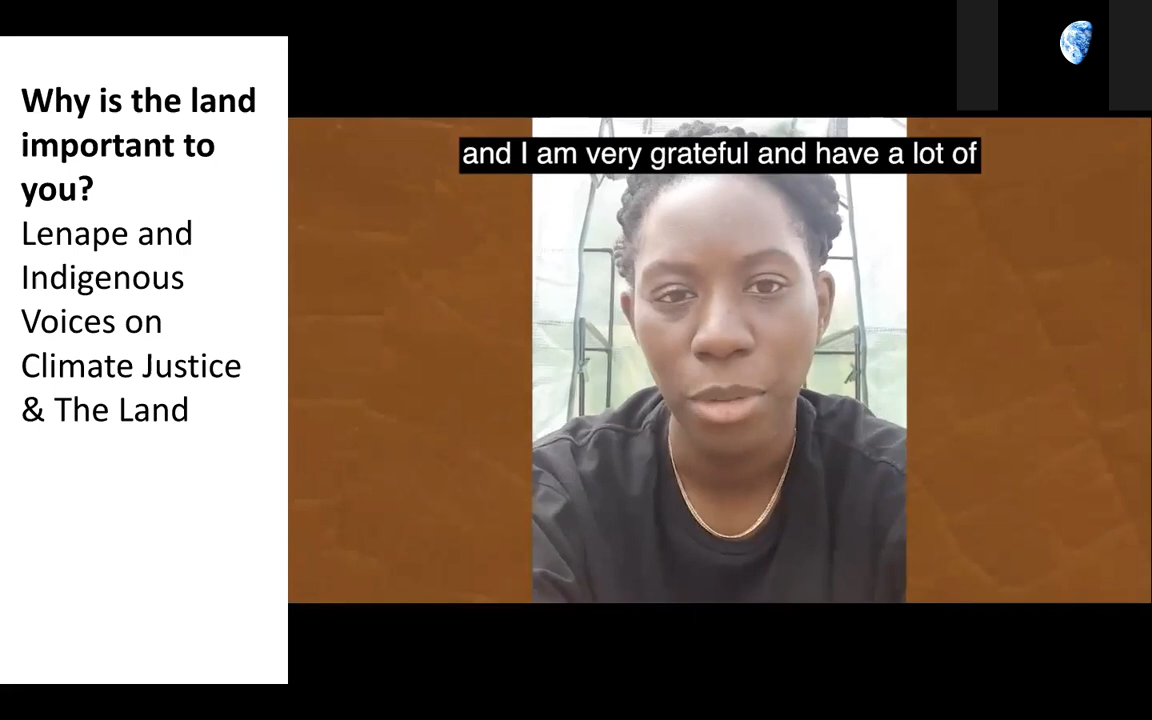 Why is the land
important to
you?
Lenape and
Indigenous
Voices on
Climate Justice
& The Land
and I am very grateful and have a lot of